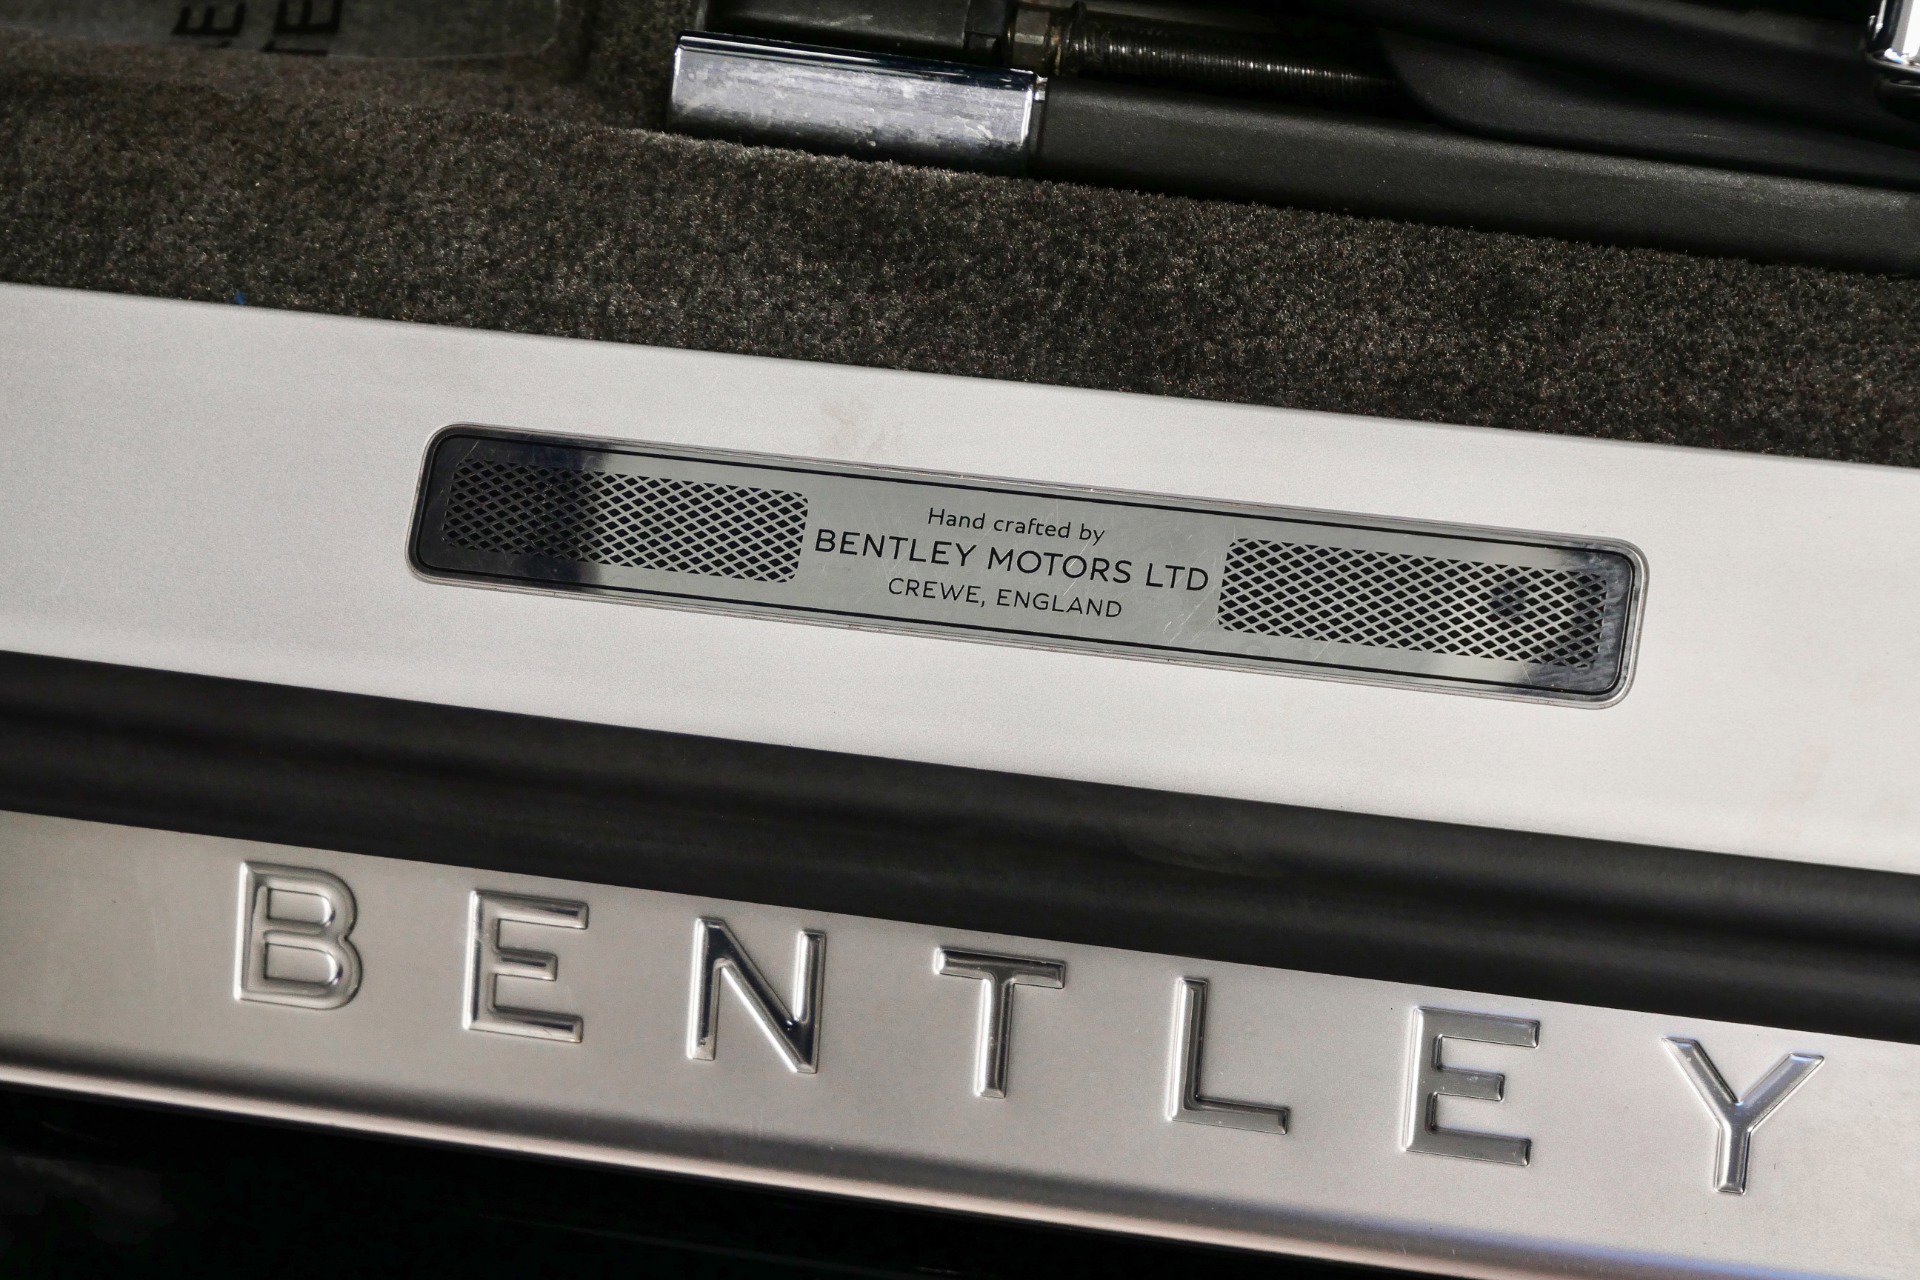 Hand crafted by
BENTLEY MOTORS LTD
CREWE, ENGLAND
BENTLEY